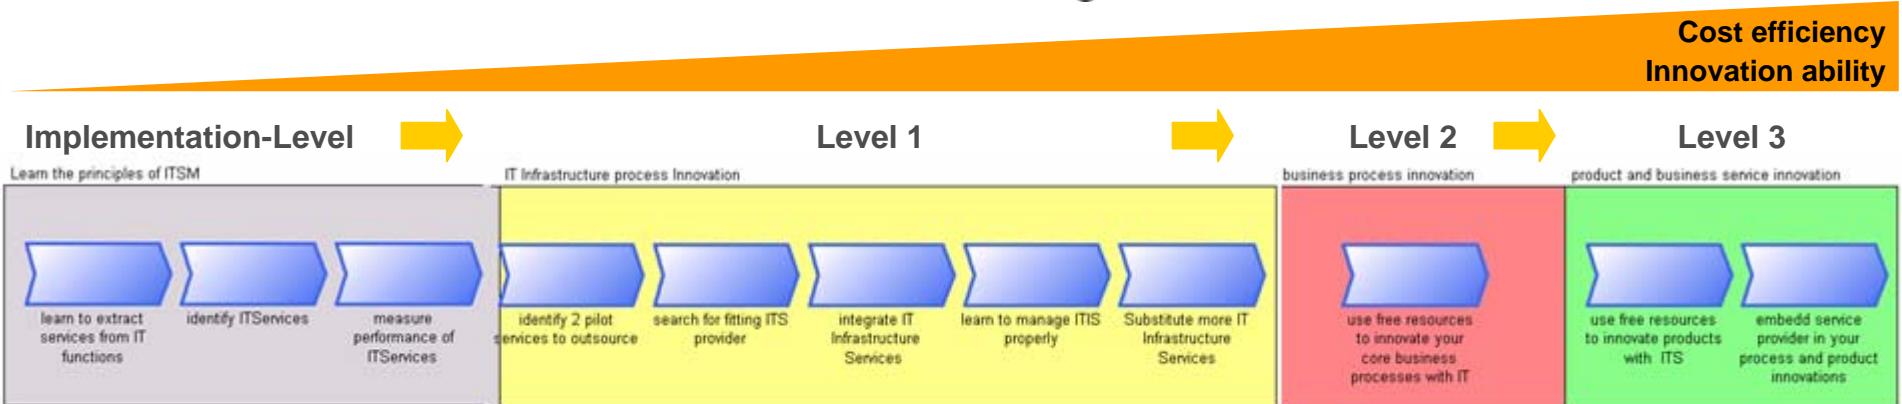 Cost efficiency
Innovation ability
Implementation-Level
Level 1
Level 2
Level 3
Learn the principles of ITSM
IT Infrastructure process Innovation
business process innovation
product and business service innovation
learn to extract
services from IT
functions
identify ITServices
measure
performance of
ITServices
identify 2 pilot
services to outsource
search for fitting ITS
provider
integrate IT
Infrastructure
Services
learn to manage ITIS
properly
Substitute more IT
Infrastructure
Services
use free resources
to innovate your
core business
processes with IT
use free resources
to innovate products
with ITS
embedd service
provider in your
process and product
innovations